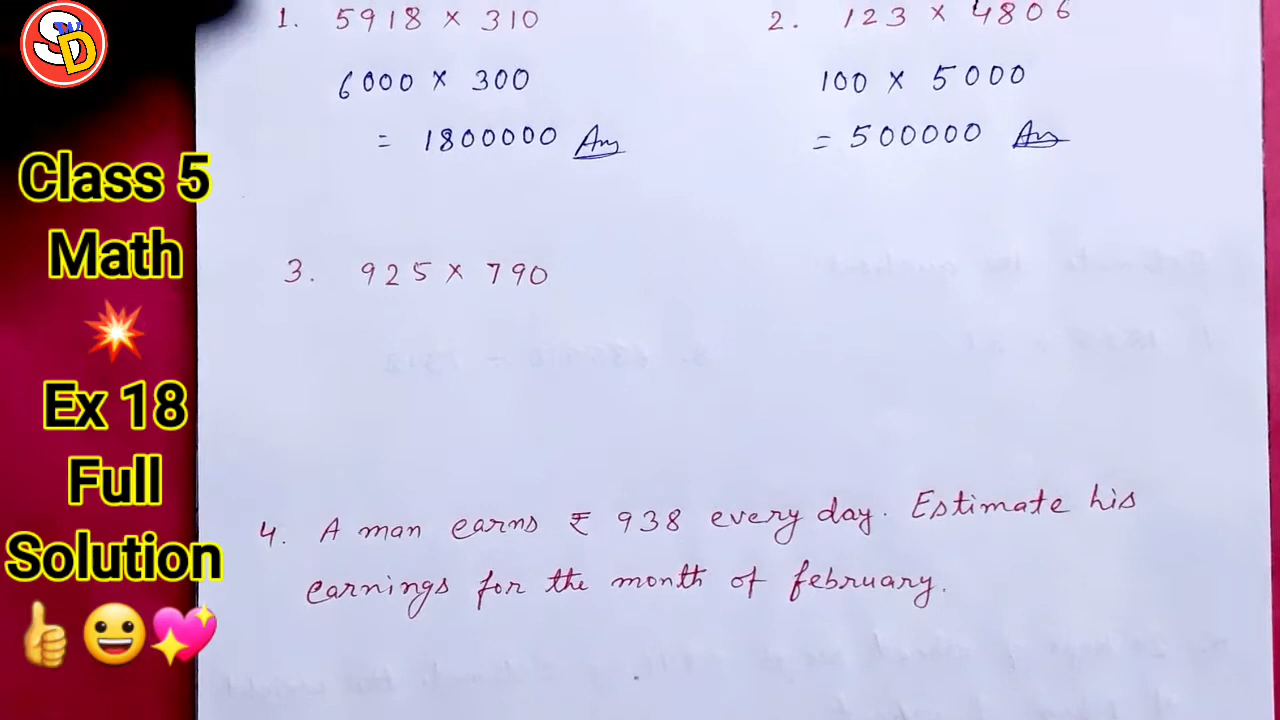 SD
Class 5
Math
Ex 18
Full
Solution
1. 5918 × 310
6000 × 300
= 1800000 Ans
2. 123 × 4806
100 × 5000
= 500000 Ans
3. 925 × 790
4. A man earns ₹ 938 every day. Estimate his
earnings for the month of february.